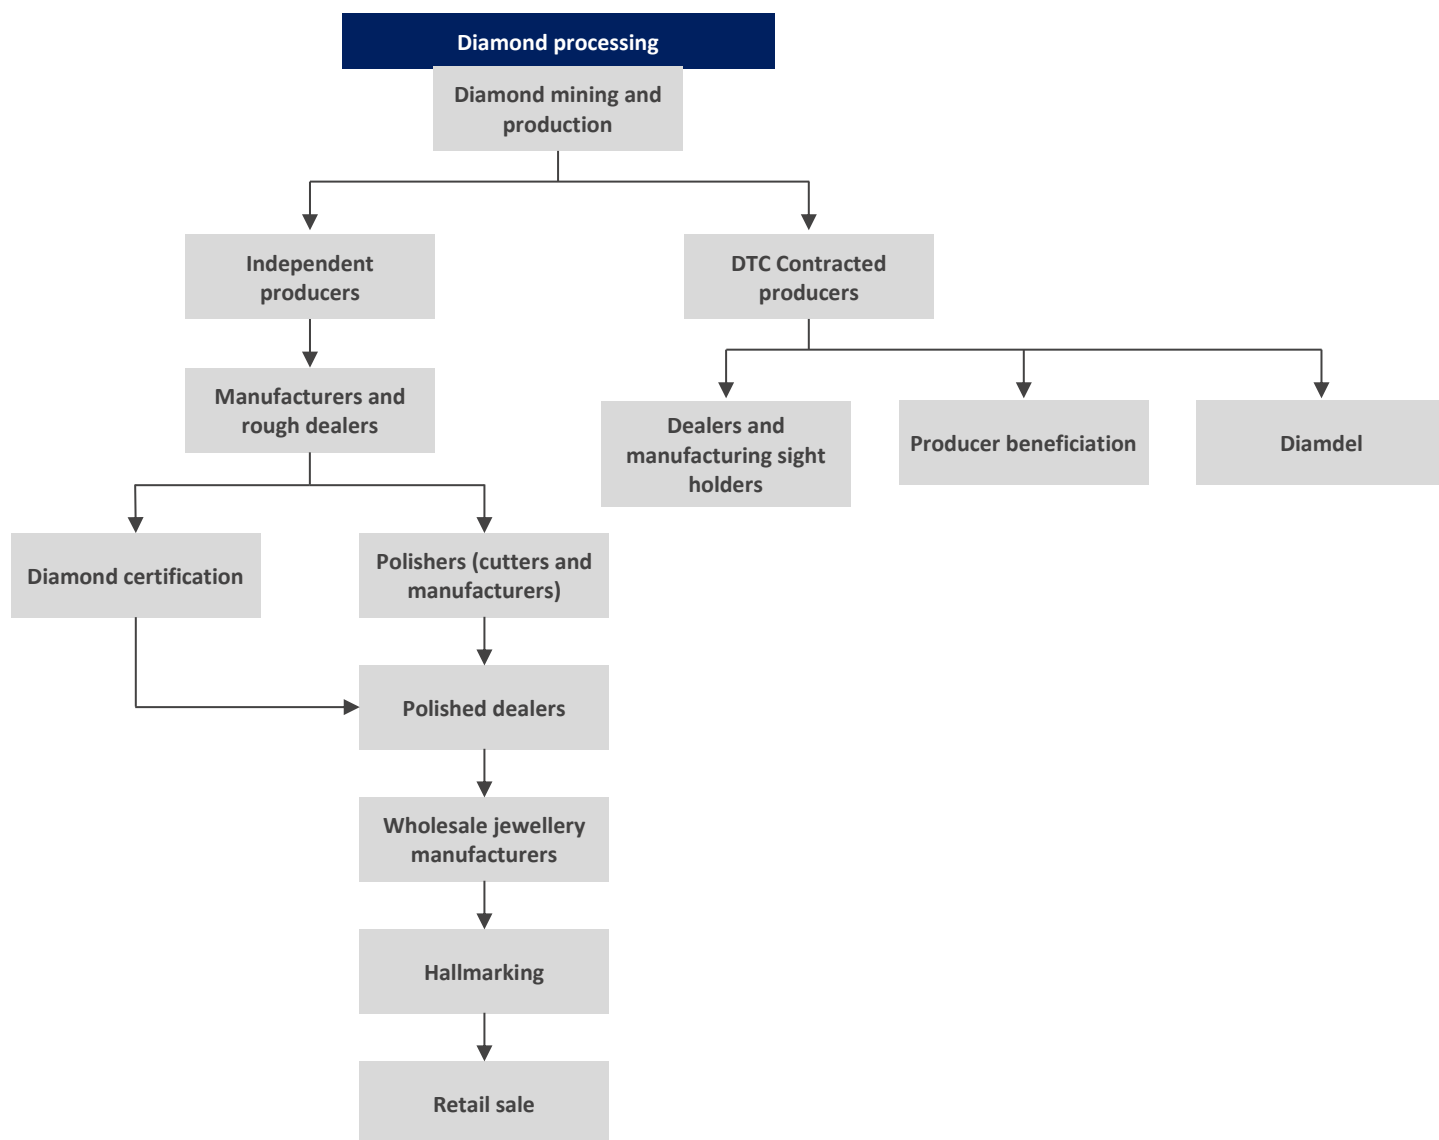 Diamond processing
Diamond mining and
production
Independent
producers
DTC Contracted
producers
Manufacturers and
rough dealers
Dealers and
manufacturing sight
holders
Producer beneficiation
Diamdel
Diamond certification
Polishers (cutters and
manufacturers)
Polished dealers
Wholesale jewellery
manufacturers
Hallmarking
Retail sale